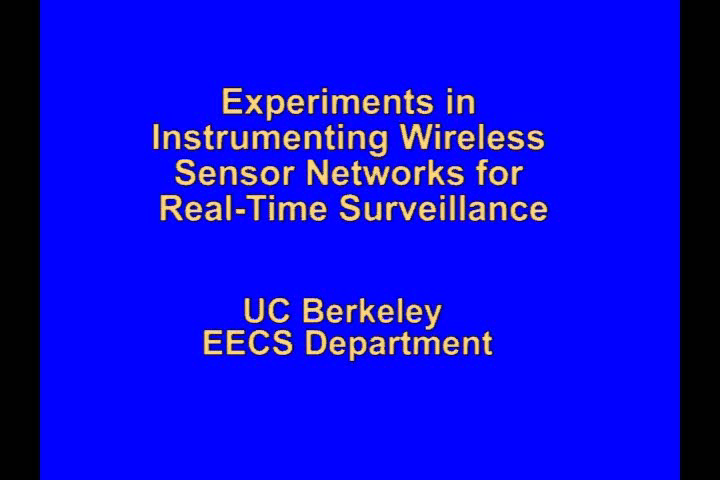 Experiments in
Instrumenting Wireless
Sensor Networks for
Real-Time Surveillance
UC Berkeley
EECS Department